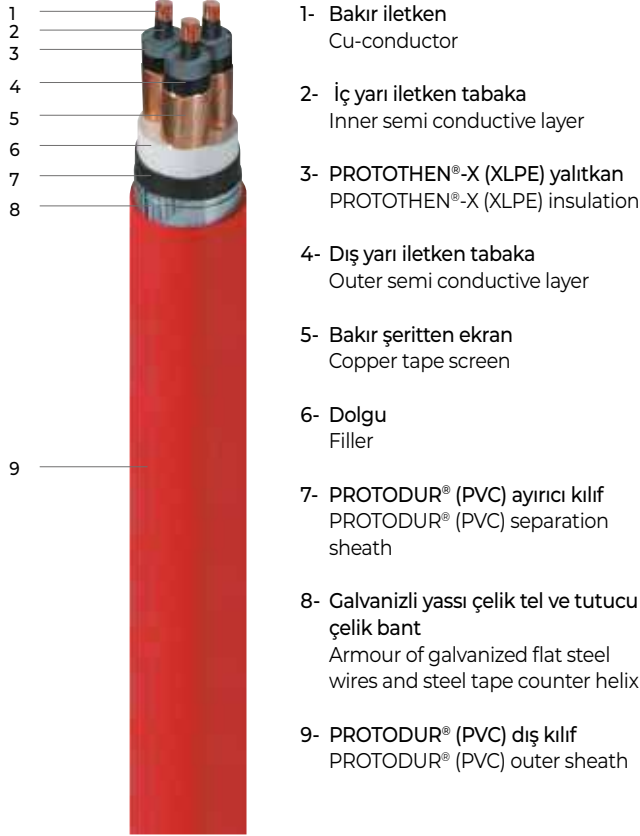 1
2
3
4
5
6
7
8
9
1- Bakır iletken
Cu-conductor
2- İç yarı iletken tabaka
Inner semi conductive layer
3- PROTOTHEN®-X (XLPE) yalıtkan
PROTOTHEN®-X (XLPE) insulation
4- Dış yarı iletken tabaka
Outer semi conductive layer
5- Bakır şeritten ekran
Copper tape screen
6- Dolgu
Filler
7- PROTODUR® (PVC) ayırıcı kılıf
PROTODUR® (PVC) separation
sheath
8- Galvanizli yassı çelik tel ve tutucu
çelik bant
Armour of galvanized flat steel
wires and steel tape counter helix
9- PROTODUR® (PVC) dış kılıf
PROTODUR® (PVC) outer sheath